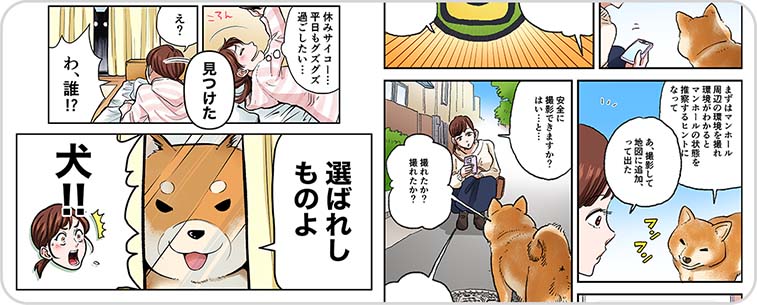 休みサイコー…
平日もグズグズ
過ごしたい…
ころん
見つけた
え?
わ、誰!?
選ばれし
ものよ
犬!!
まずはマンホール
周辺の環境を撮れ
環境がわかると
マンホールの状態を
推察するヒントに
なって
あ、撮影して
地図に追加、
って出た
フン
フン
安全に
撮影できますか?
はい…と…
撮れたか?
撮れたか?